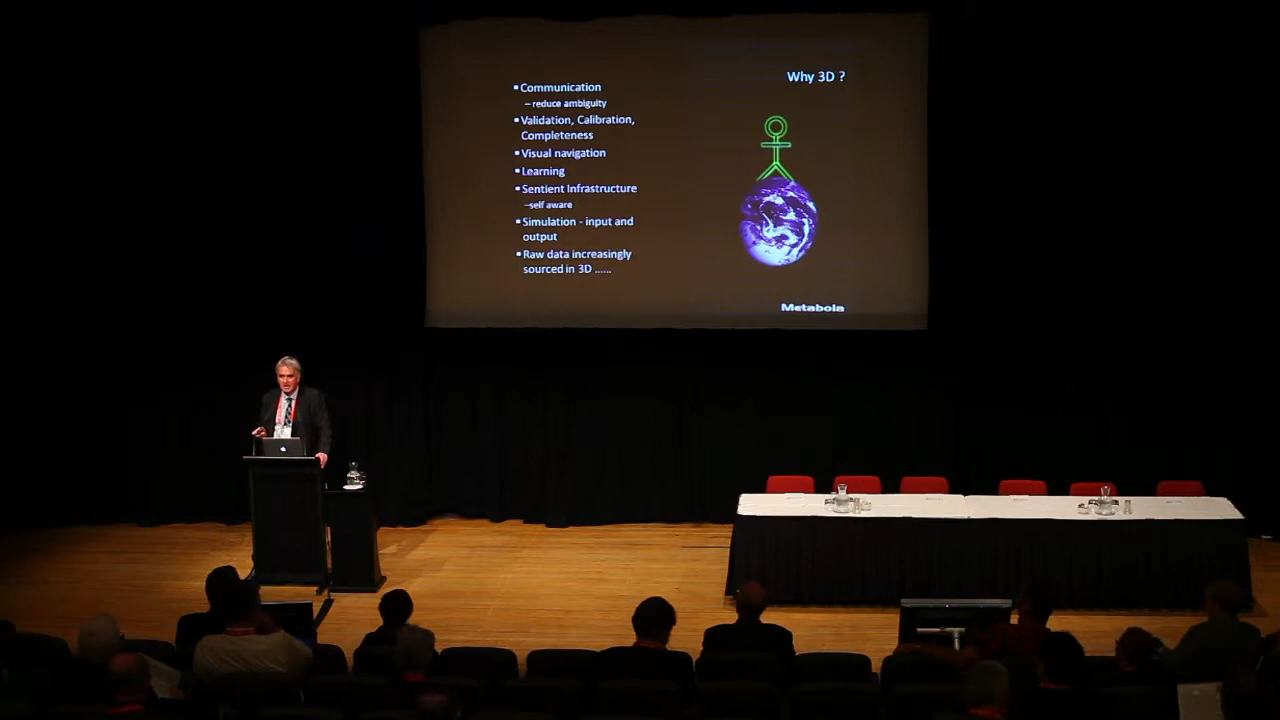 Why 3D ?
▪ Communication
– reduce ambiguity
▪ Validation, Calibration,
Completeness
▪ Visual navigation
▪ Learning
▪ Sentient Infrastructure
–self aware
▪ Simulation - input and
output
▪ Raw data increasingly
sourced in 3D ......
Metabola